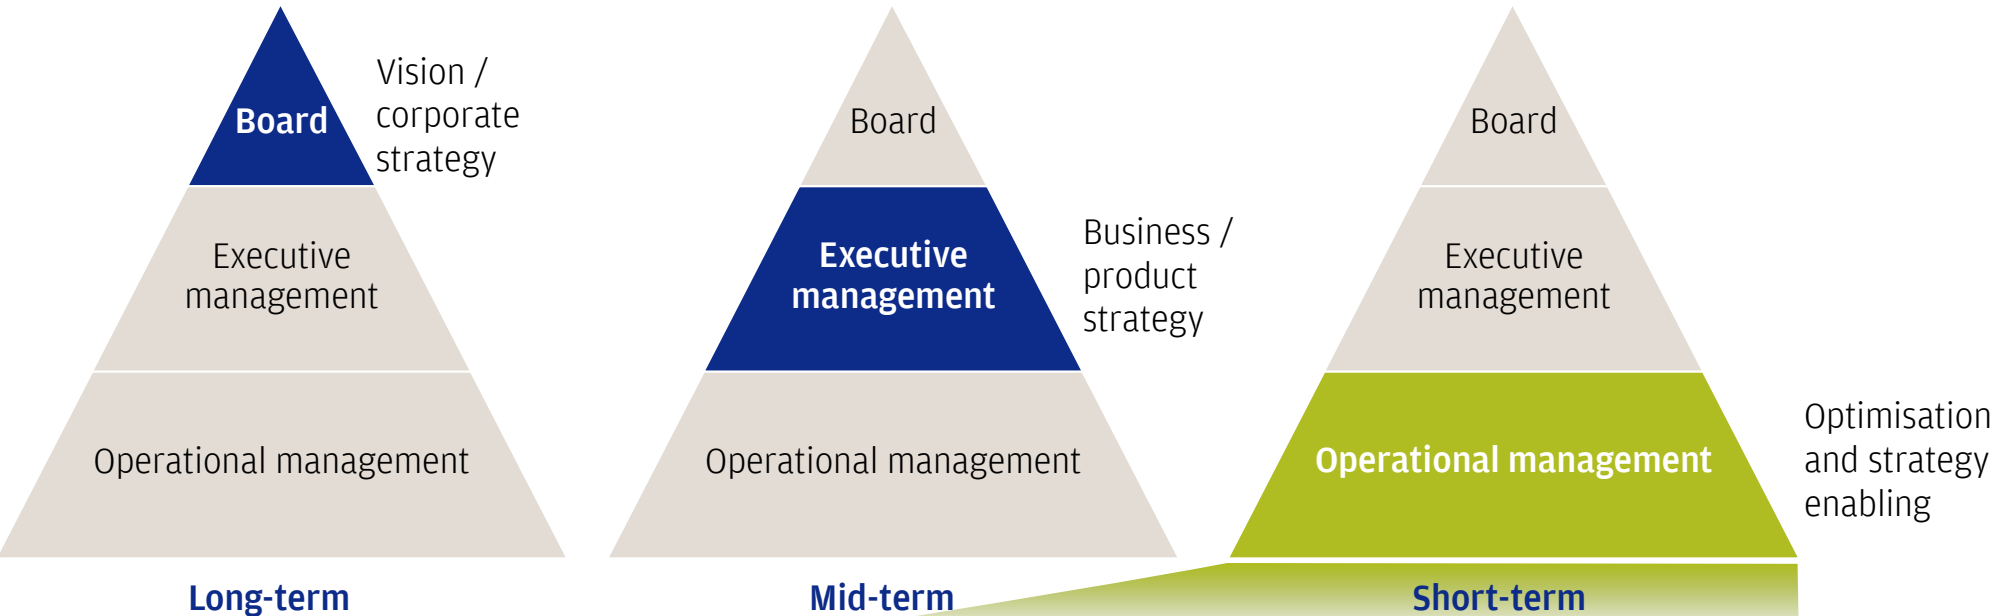 Board
Vision /
corporate
strategy
Executive
management
Operational management
Long-term
Board
Executive
management
Business /
product
strategy
Operational management
Mid-term
Board
Executive
management
Operational management
Optimisation
and strategy
enabling
Short-term